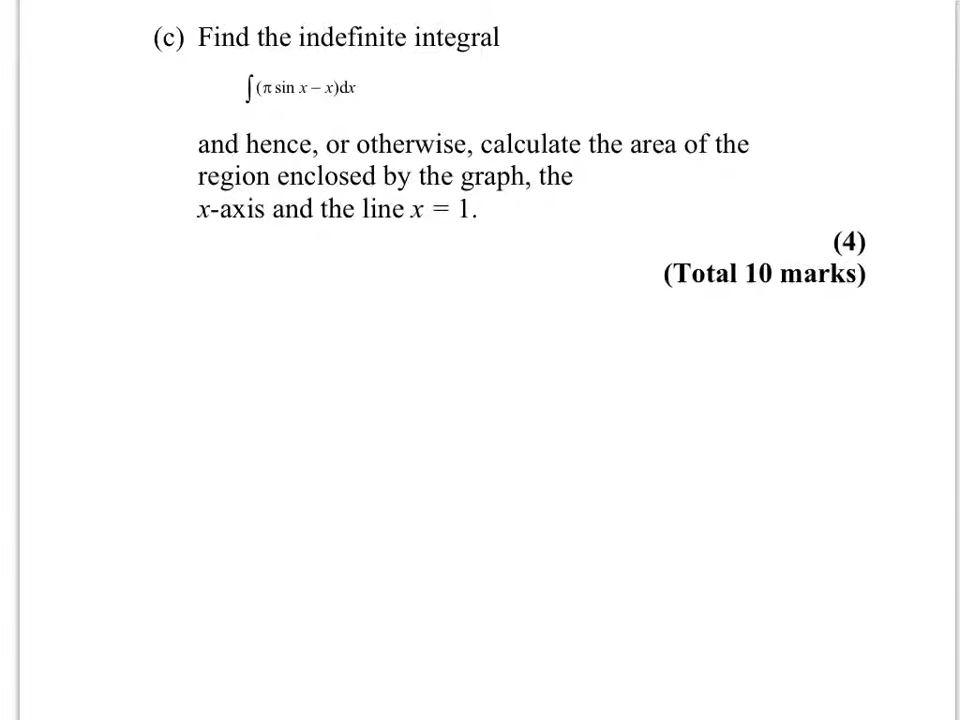 (c) Find the indefinite integral
∫(π sin x – x)dx
and hence, or otherwise, calculate the area of the
region enclosed by the graph, the
x-axis and the line x = 1.
(4)
(Total 10 marks)